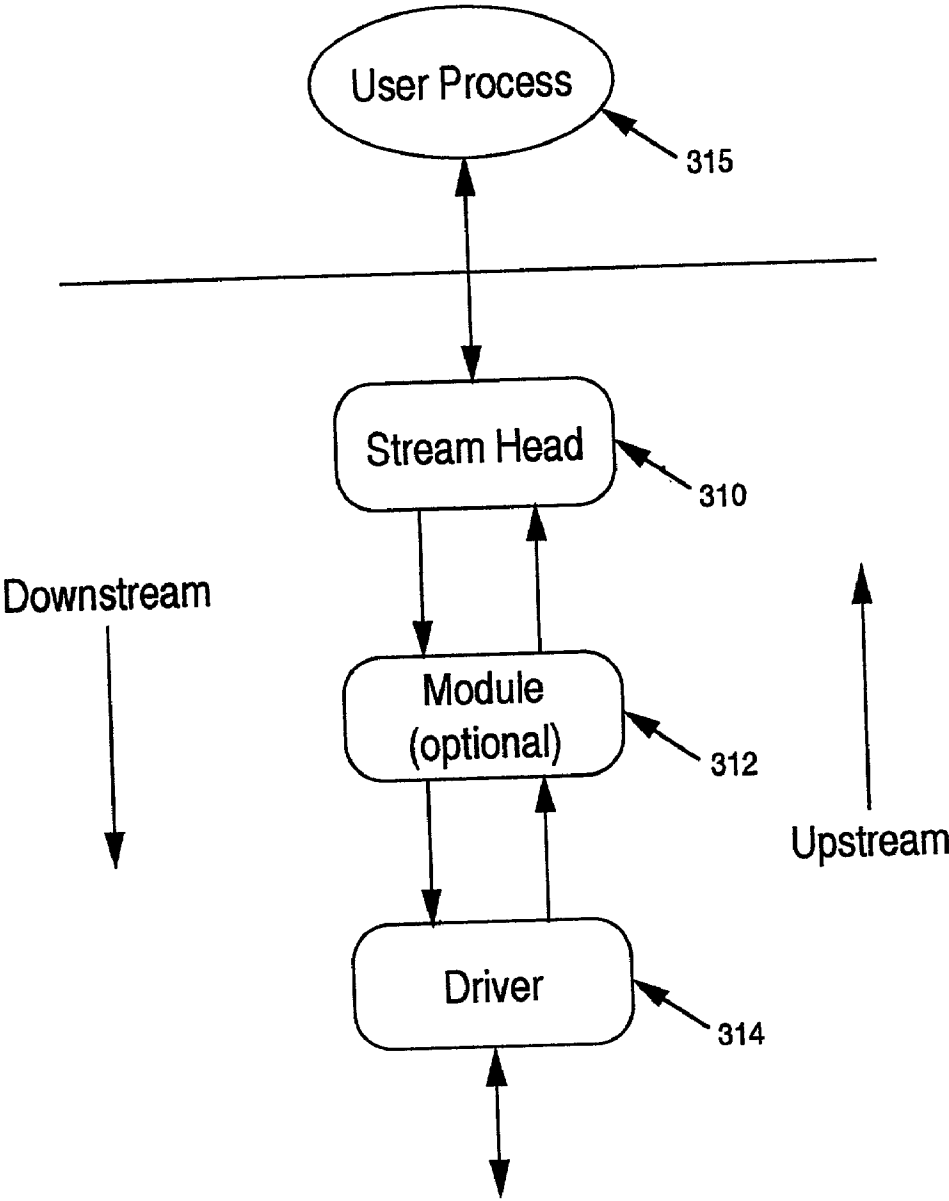 User Process
315
Stream Head
310
Downstream
Module
(optional)
312
Upstream
Driver
314